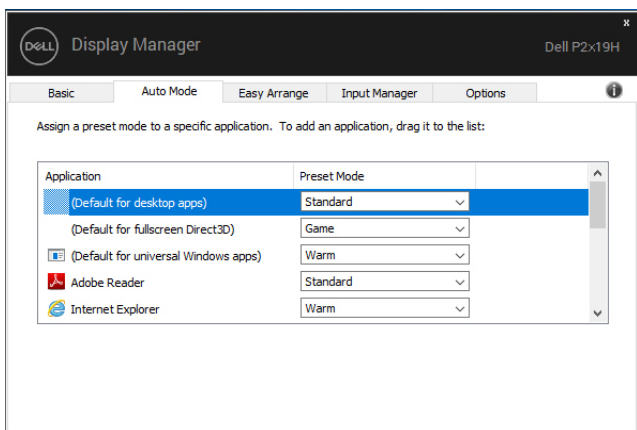 x
DELL Display Manager Dell P2x19H
Basic Auto Mode Easy Arrange Input Manager Options i
Assign a preset mode to a specific application. To add an application, drag it to the list:
Application Preset Mode
(Default for desktop apps) Standard
(Default for fullscreen Direct3D) Game
(Default for universal Windows apps) Warm
Adobe Reader Standard
Internet Explorer Warm